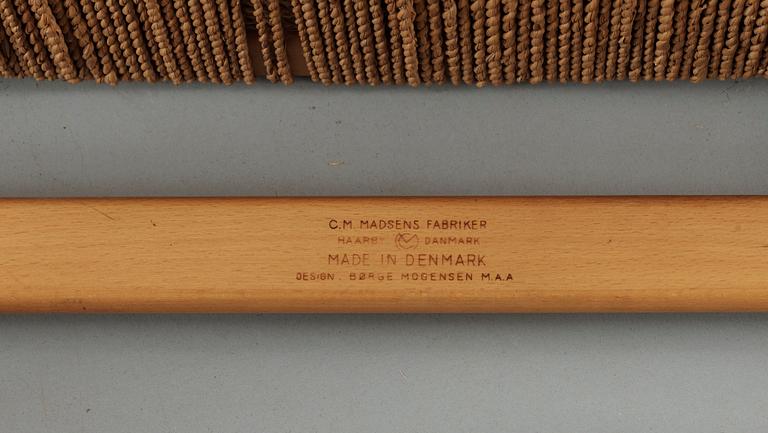 C.M. MADSENS FABRIKER
HAARBY DANMARK
MADE IN DENMARK
DESIGN. BØRGE MOGENSEN M.A.A